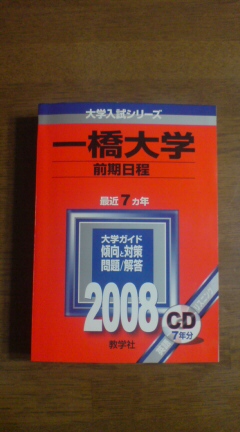 大学入試シリーズ
一橋大学
前期日程
最近7カ年
大学ガイド
傾向と対策
問題/解答
2008
CD
7年分
教学社